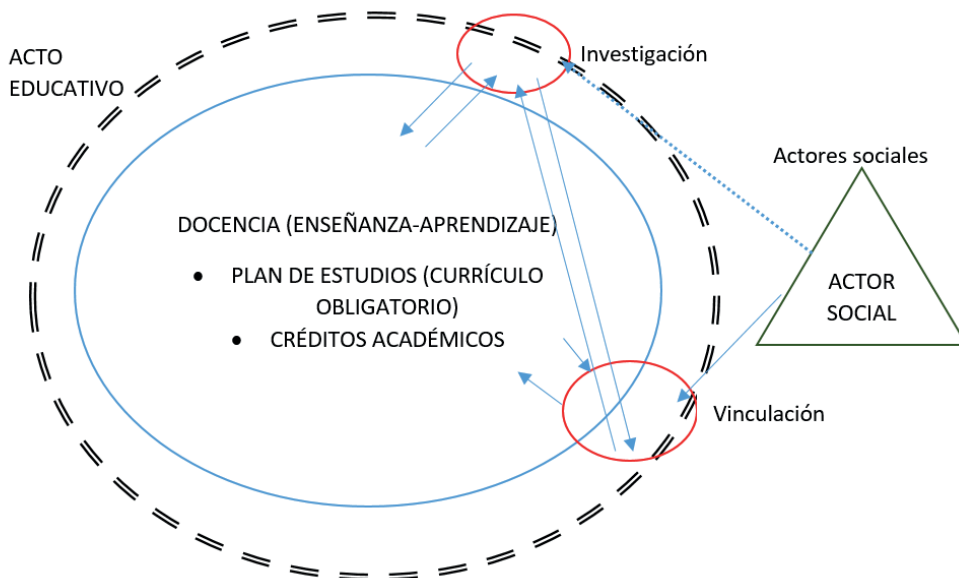 ACTO
EDUCATIVO
Investigación
Actores sociales
DOCENCIA (ENSEÑANZA-APRENDIZAJE)
• PLAN DE ESTUDIOS (CURRÍCULO
OBLIGATORIO)
• CRÉDITOS ACADÉMICOS
ACTOR
SOCIAL
Vinculación